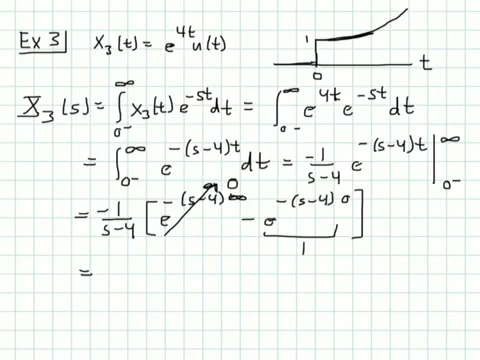 Ex 3 x₃(t) = e^{4t} u(t)
1
0 t
X₃(s) = ∫_{0-}^{∞} x₃(t) e^{-st} dt = ∫_{0-}^{∞} e^{4t} e^{-st} dt
= ∫_{0-}^{∞} e^{-(s-4)t} dt = -1/(s-4) e^{-(s-4)t} |_{0-}^{∞}
0
= -1/(s-4) [ e^{-(s-4)∞} - e^{-(s-4)0} ]
1
=